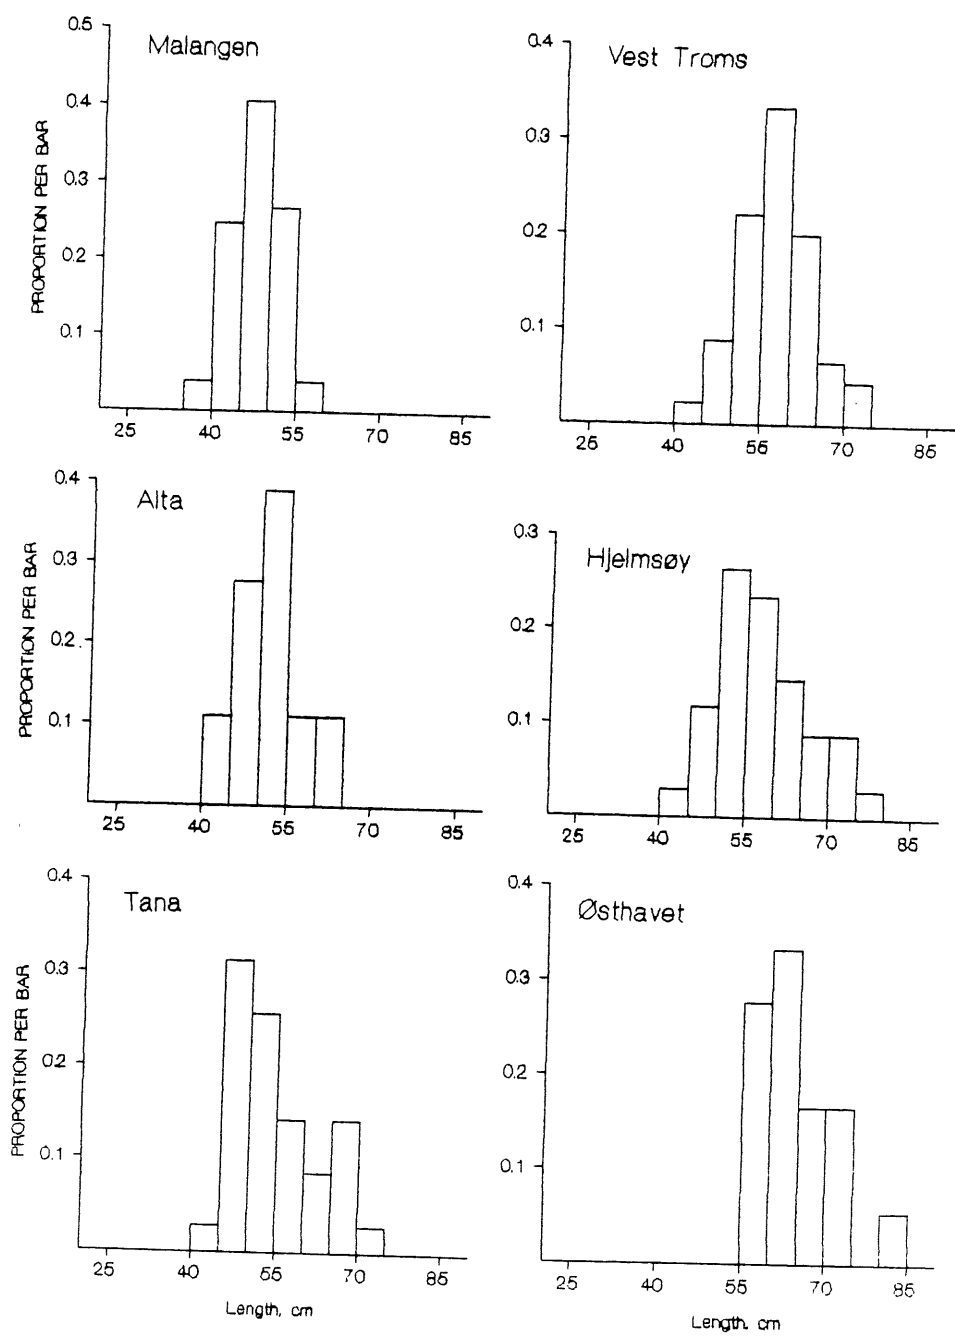 Malangen
PROPORTION PER BAR
0.5
0.4
0.3
0.2
0.1
25 40 55 70 85
Vest Troms
0.4
0.3
0.2
0.1
25 40 55 70 85
Alta
PROPORTION PER BAR
0.4
0.3
0.2
0.1
25 40 55 70 85
Hjelmsøy
0.3
0.2
0.1
25 40 55 70 85
Tana
PROPORTION PER BAR
0.4
0.3
0.2
0.1
25 40 55 70 85
Length, cm
Østhavet
0.4
0.3
0.2
0.1
25 40 55 70 85
Length, cm